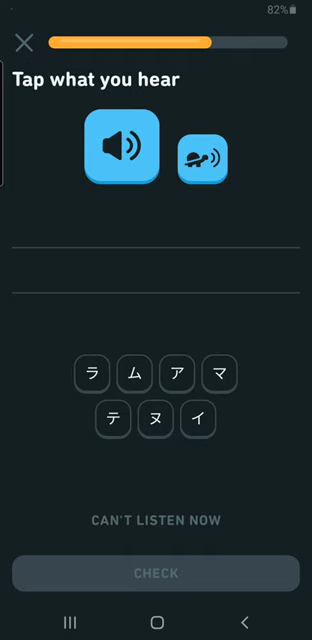 82%
Tap what you hear
ラ ム ア マ
テ ヌ イ
CAN'T LISTEN NOW
CHECK